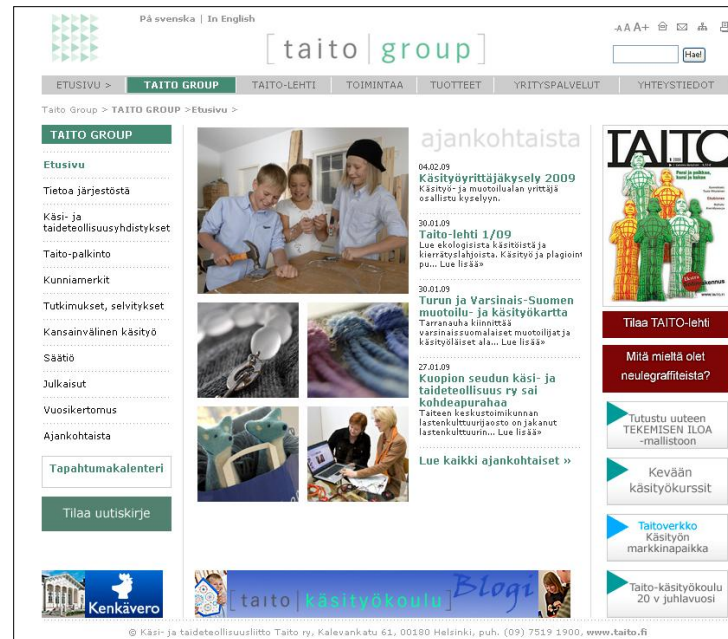 På svenska | In English
[ taito | group ]
AA A+
Hae!
ETUSIVU > TAITO GROUP TAITO-LEHTI TOIMINTAA TUOTTEET YRITYSPALVELUT YHTEYSTIEDOT
Taito Group > TAITO GROUP >Etusivu >
TAITO GROUP
Etusivu
Tietoa järjestöstä
Käsi- ja
taideteollisuusyhdistykset
Taito-palkinto
Kunniamerkit
Tutkimukset, selvitykset
Kansainvälinen käsityö
Säätiö
Julkaisut
Vuosikertomus
Ajankohtaista
Tapahtumakalenteri
Tilaa uutiskirje
Kenkävero
ajankohtaista
04.02.09
Käsityöyrittäjäkysely 2009
Käsityö- ja muotoilualan yrittäjä
osallistu kyselyyn.
30.01.09
Taito-lehti 1/09
Lue ekologisista käsitöistä ja
kierrätyslahjoista. Käsityö ja plagioint
pu... Lue lisää»
30.01.09
Turun ja Varsinais-Suomen
muotoilu- ja käsityökartta
Tarranauha kiinnittää
varsinaissuomalaiset muotoilijat ja
käsityöläiset ala... Lue lisää»
27.01.09
Kuopion seudun käsi- ja
taideteollisuus ry sai
kohdeapurahaa
Taiteen keskustoimikunnan
lastenkulttuurijaosto on jakanut
lastenkulttuurin... Lue lisää»
Lue kaikki ajankohtaiset »
[ taito | käsityökoulu ] Blogi
TAITO
Tilaa TAITO-lehti
Mitä mieltä olet
neulegraffiteista?
Tutustu uuteen
TEKEMISEN ILOA
-mallistoon
Kevään
käsityökurssit
Taitoverkko
Käsityön
markkinapaikka
Taito-käsityökoulu
20 v juhlavuosi
© Käsi- ja taideteollisuusliitto Taito ry, Kalevankatu 61, 00180 Helsinki, puh. (09) 7519 1900, www.taito.fi